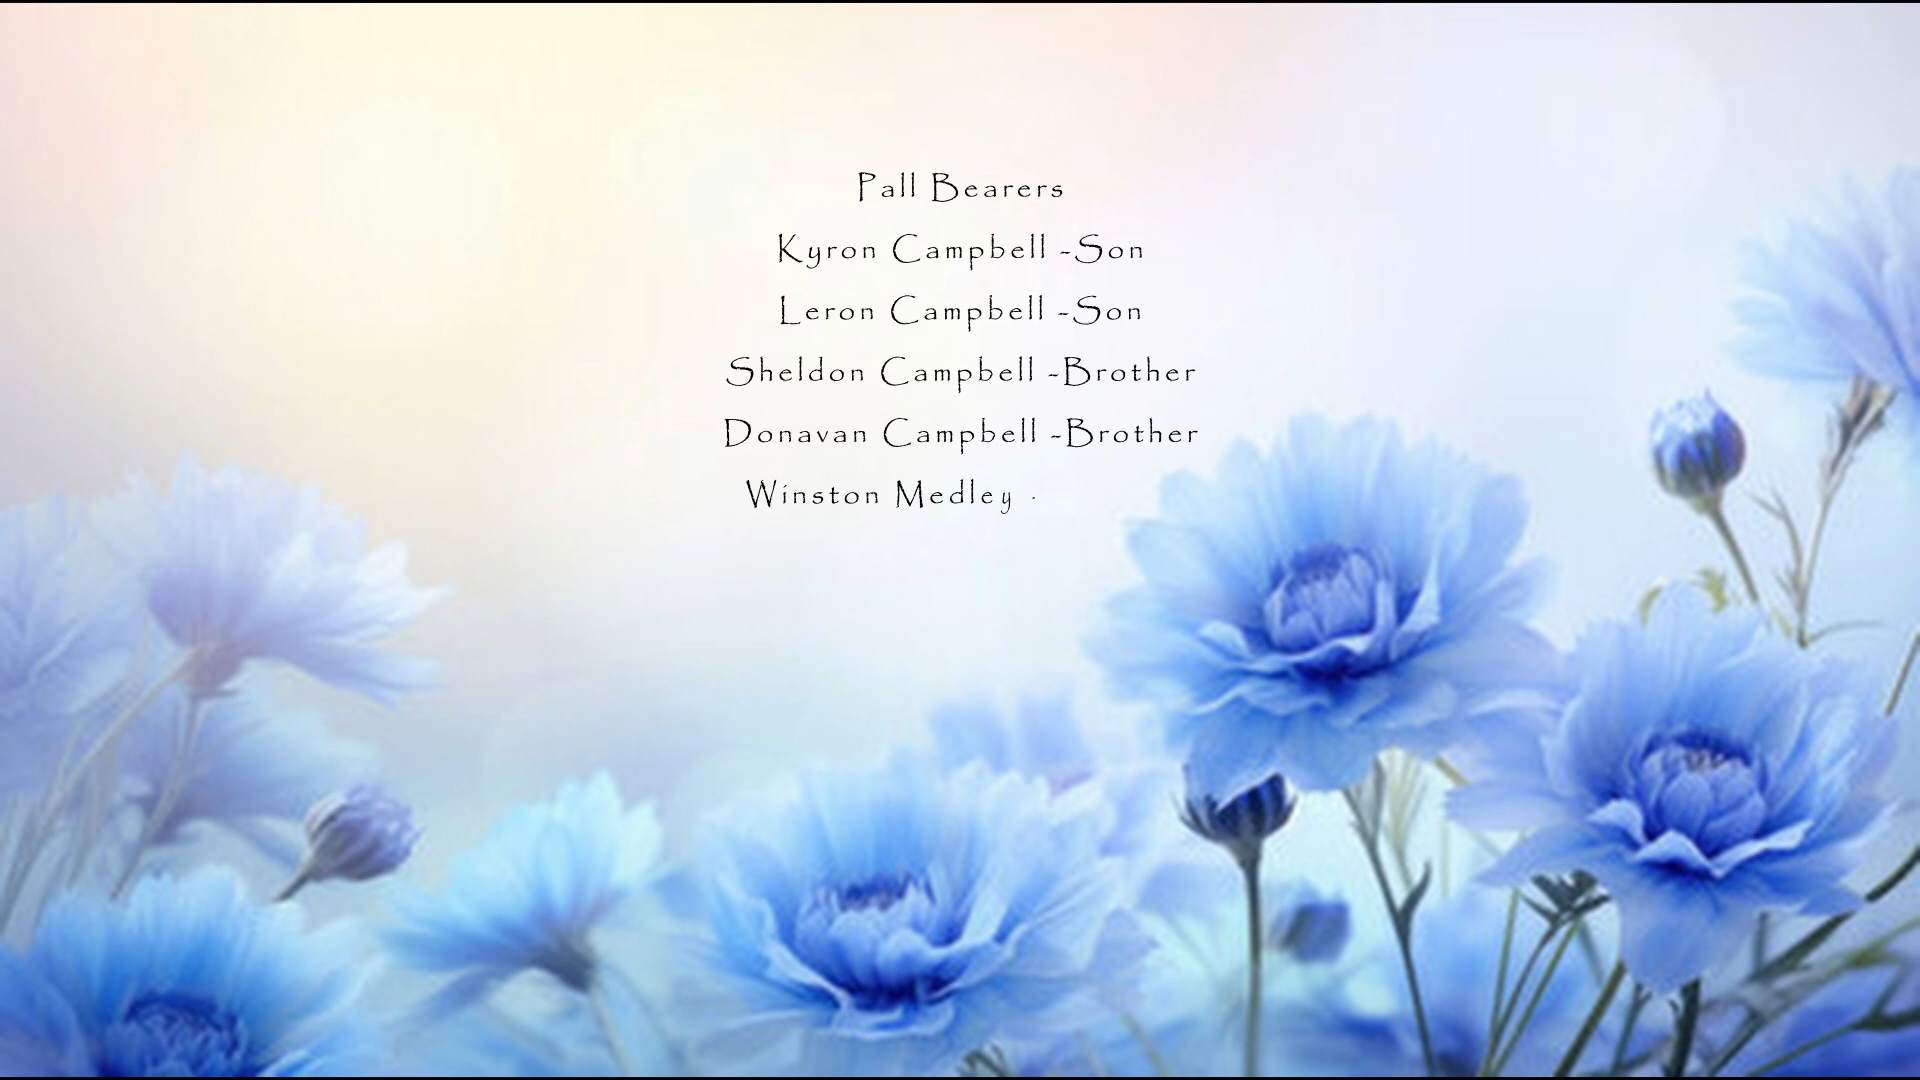 Pall Bearers
Kyron Campbell -Son
Leron Campbell -Son
Sheldon Campbell -Brother
Donavan Campbell -Brother
Winston Medley